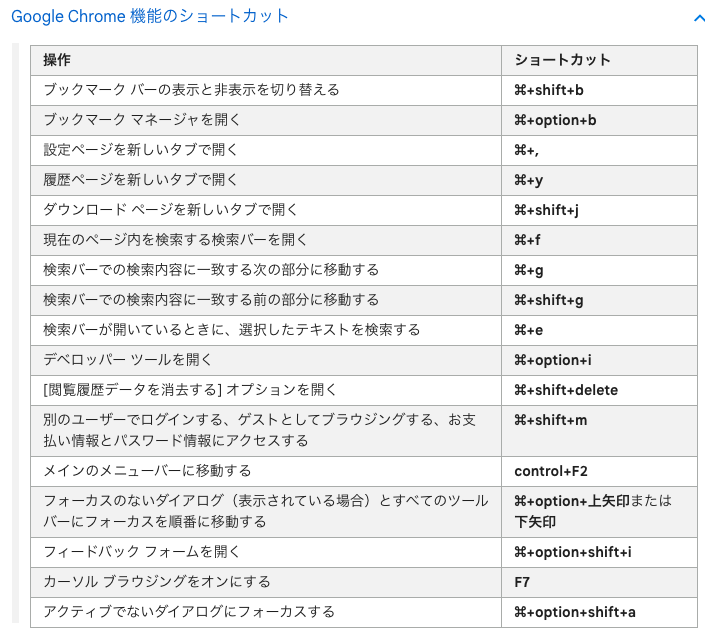 Google Chrome 機能のショートカット
操作 ショートカット
ブックマーク バーの表示と非表示を切り替える ⌘+shift+b
ブックマーク マネージャを開く ⌘+option+b
設定ページを新しいタブで開く ⌘+,
履歴ページを新しいタブで開く ⌘+y
ダウンロード ページを新しいタブで開く ⌘+shift+j
現在のページ内を検索する検索バーを開く ⌘+f
検索バーでの検索内容に一致する次の部分に移動する ⌘+g
検索バーでの検索内容に一致する前の部分に移動する ⌘+shift+g
検索バーが開いているときに、選択したテキストを検索する ⌘+e
デベロッパー ツールを開く ⌘+option+i
[閲覧履歴データを消去する] オプションを開く ⌘+shift+delete
別のユーザーでログインする、ゲストとしてブラウジングする、お支 ⌘+shift+m
払い情報とパスワード情報にアクセスする
メインのメニューバーに移動する control+F2
フォーカスのないダイアログ（表示されている場合）とすべてのツール ⌘+option+上矢印または
バーにフォーカスを順番に移動する 下矢印
フィードバック フォームを開く ⌘+option+shift+i
カーソル ブラウジングをオンにする F7
アクティブでないダイアログにフォーカスする ⌘+option+shift+a